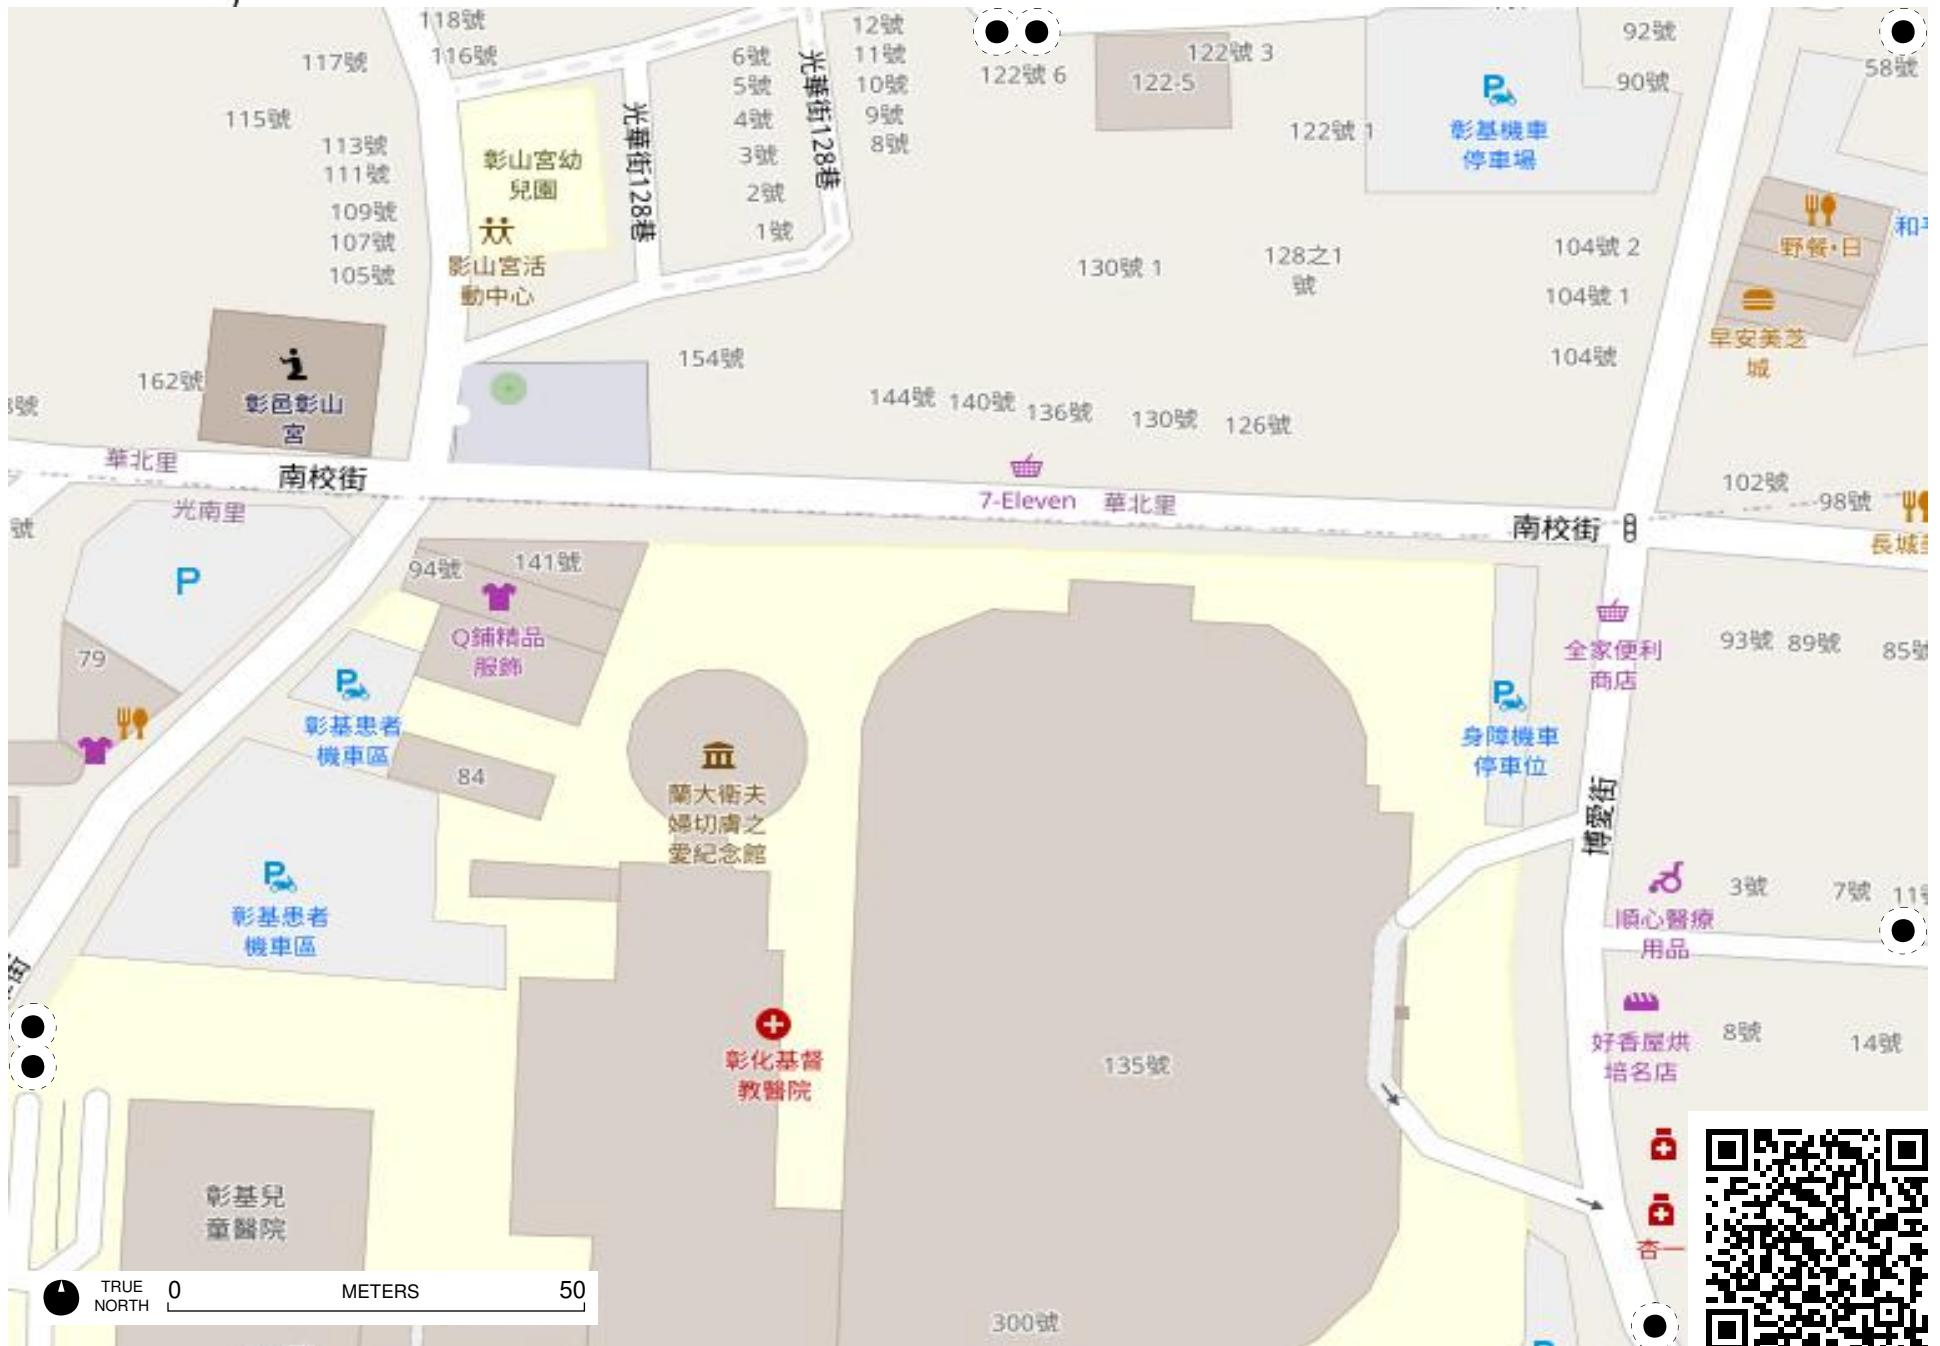 118號
12號
92號
116號
6號
11號
122號 3
117號
122號 6
58號
5號
10號
122-5
90號
光華街128巷
光華街128巷
115號
4號
9號
彰基機車
停車場
122號 1
113號
3號
8號
彰山宮幼
兒園
111號
2號
109號
1號
107號
104號 2
野餐•日
105號
影山宮活
動中心
130號 1
128之1
號
104號 1
早安美芝
城
154號
104號
162號
彰邑彰山
宮
144號
140號
136號
130號
126號
華北里
南校街
102號
7-Eleven
華北里
98號
光南里
號
南校街
94號
141號
P
Q鋪精品
服飾
全家便利
商店
93號
89號
79
P
彰基患者
機車區
P
身障機車
停車位
84
蘭大衛夫
婦切膚之
愛紀念館
博愛街
P
彰基患者
機車區
3號
7號
順心醫療
用品
街
彰化基督
教醫院
135號
好香屋烘
培名店
8號
14號
彰基兒
童醫院
杏一
TRUE
NORTH
0 METERS 50
300號